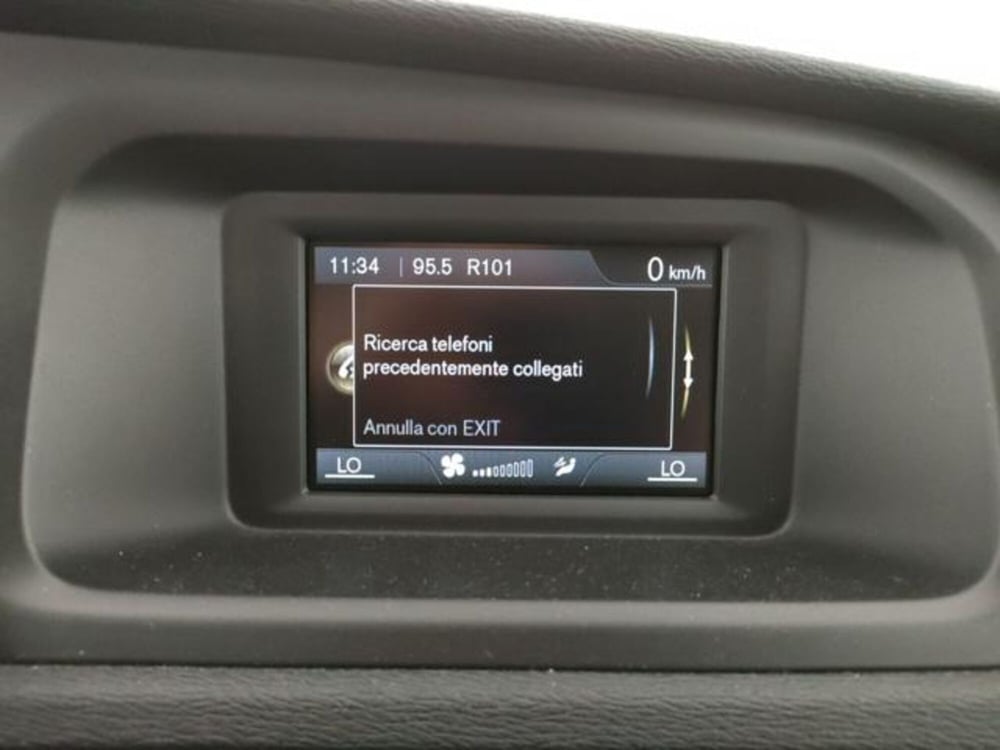 11:34 | 95.5 R101 0 km/h
Ricerca telefoni
precedentemente collegati
Annulla con EXIT
LO LO